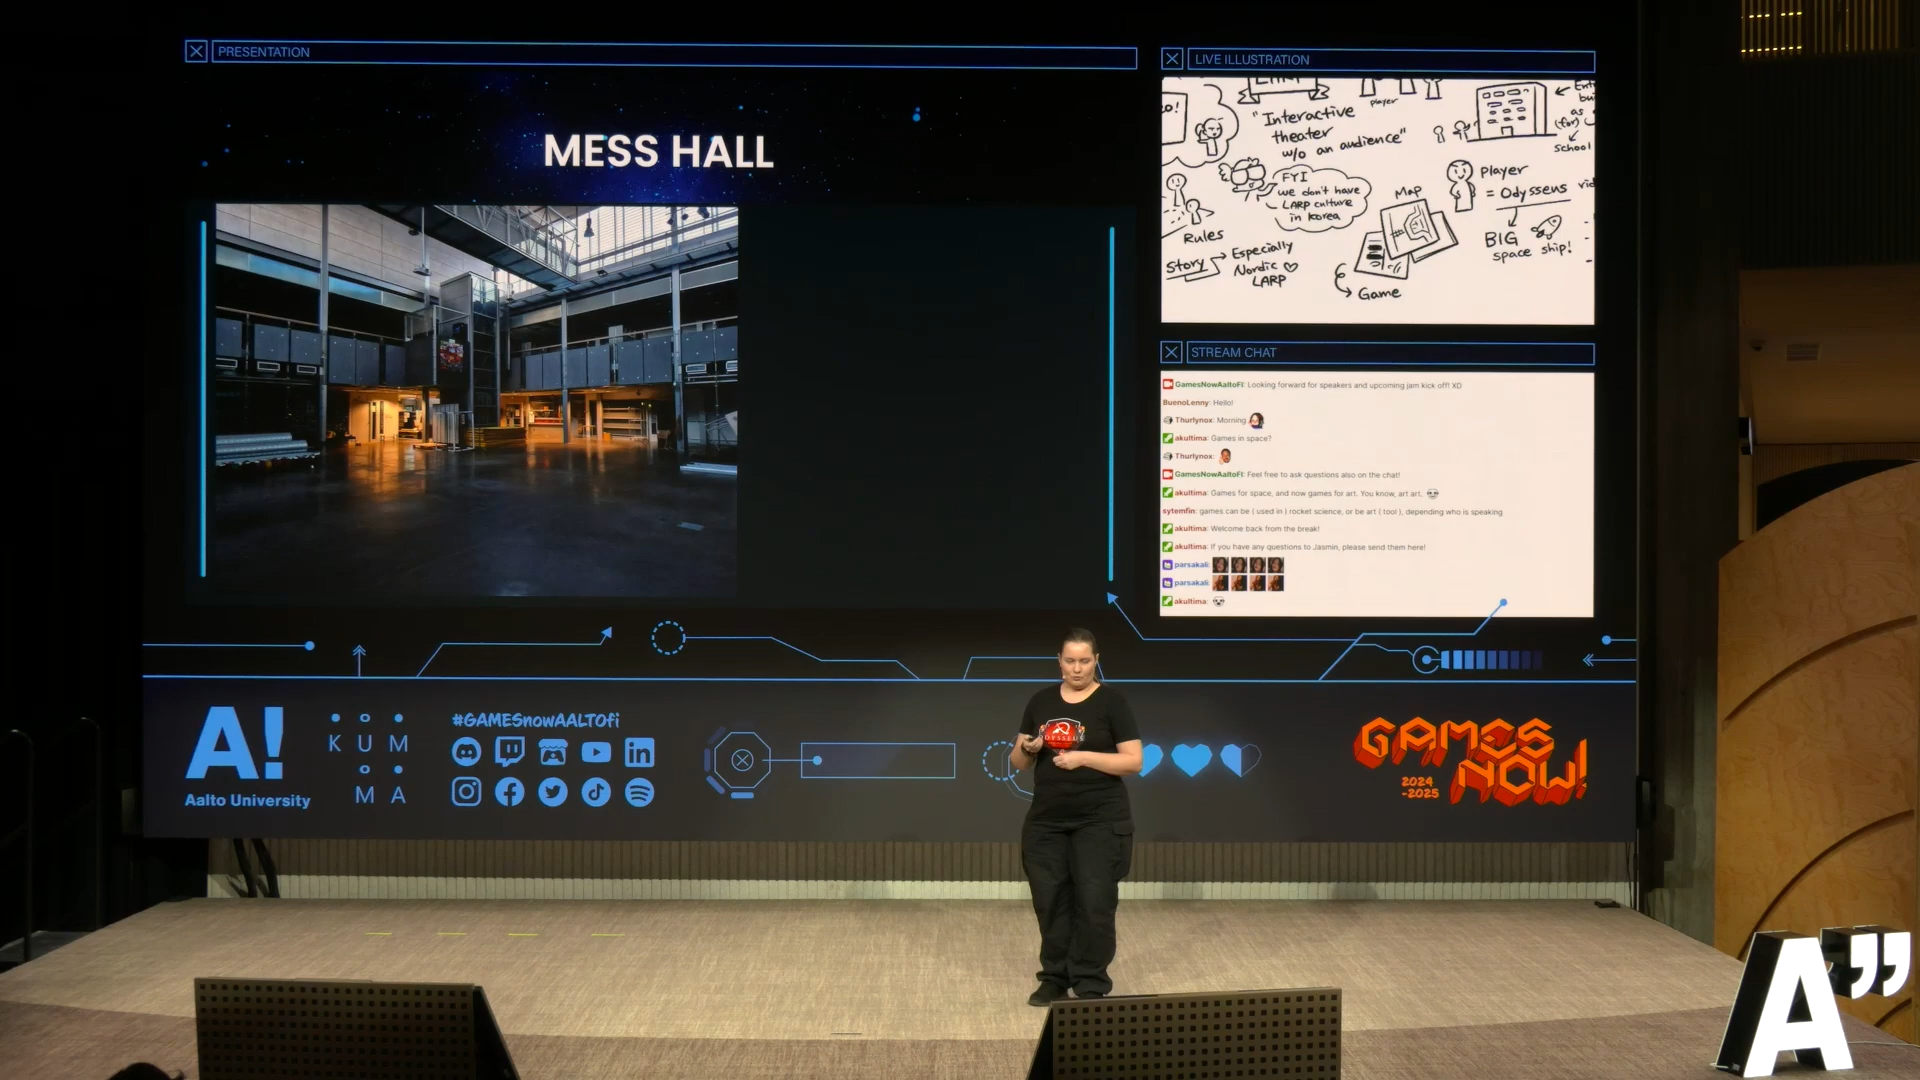 PRESENTATION
MESS HALL
LIVE ILLUSTRATION
player
"Interactive
theater
w/o an audience"
as
(for)
School
FYI
we don't have
LARP culture
in Korea
Map
Player
= Odysseus
BIG
space ship!
Rules
Story
Especially
Nordic
LARP
Game
STREAM CHAT
GamesNowAaltoFI: Looking forward for speakers and upcoming jam kick off! XD
BuenoLenny: Hello!
Thurlynox: Morning
akultima: Games in space?
Thurlynox:
GamesNowAaltoFI: Feel free to ask questions also on the chat!
akultima: Games for space, and now games for art. You know, art art.
sytemfin: games can be ( used in ) rocket science, or be art ( tool ), depending who is speaking
akultima: Welcome back from the break!
akultima: If you have any questions to Jasmin, please send them here!
parsakali:
parsakali:
akultima:
A!
Aalto University
K U M
M A
#GAMESnowAALTOfi
ODYSSEUS
GAMES
NOW!
2024
-2025
A”